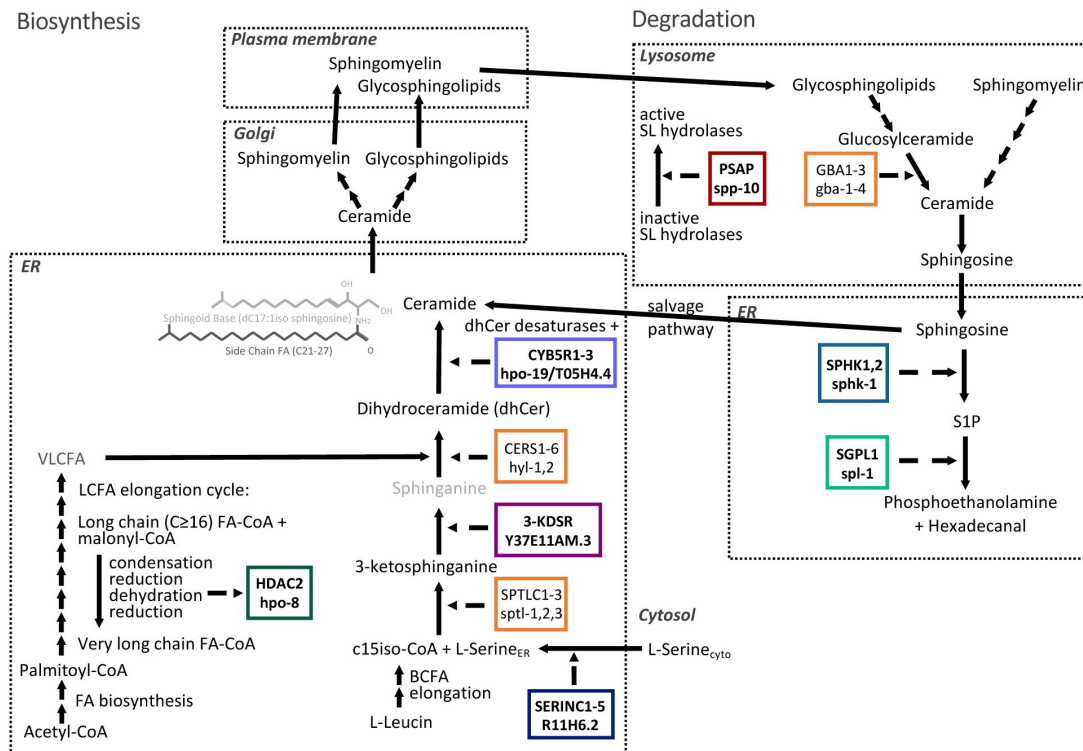 Biosynthesis
Degradation
Plasma membrane
Sphingomyelin
Glycosphingolipids
Golgi
Sphingomyelin
Glycosphingolipids
Ceramide
Lysosome
Glycosphingolipids
Sphingomyelin
active
SL hydrolases
Glucosylceramide
PSAP
spp-10
GBA1-3
gba-1-4
Ceramide
inactive
SL hydrolases
Sphingosine
ER
OH
OH
Sphingoid Base (dC17:1iso sphingosine)
NH₂
O
Side Chain FA (C21-27)
Ceramide
salvage
pathway
dhCer desaturases +
CYB5R1-3
hpo-19/T05H4.4
Dihydroceramide (dhCer)
VLCFA
CERS1-6
hyl-1,2
Sphinganine
LCFA elongation cycle:
Long chain (C≥16) FA-CoA +
malonyl-CoA
condensation
reduction
dehydration
reduction
HDAC2
hpo-8
Very long chain FA-CoA
Palmitoyl-CoA
FA biosynthesis
Acetyl-CoA
3-KDSR
Y37E11AM.3
3-ketosphinganine
SPTLC1-3
sptl-1,2,3
c15iso-CoA + L-Serine_ER
BCFA
elongation
L-Leucin
Cytosol
L-Serine_cyto
SERINC1-5
R11H6.2
ER
Sphingosine
SPHK1,2
sphk-1
S1P
SGPL1
spl-1
Phosphoethanolamine
+ Hexadecanal